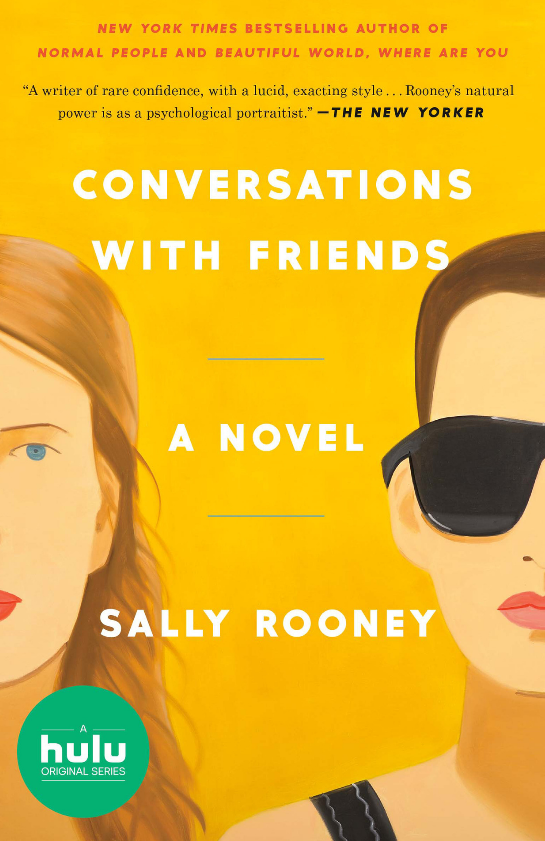 NEW YORK TIMES BESTSELLING AUTHOR OF
NORMAL PEOPLE AND BEAUTIFUL WORLD, WHERE ARE YOU
“A writer of rare confidence, with a lucid, exacting style . . . Rooney’s natural
power is as a psychological portraitist.” —THE NEW YORKER
CONVERSATIONS
WITH FRIENDS
A NOVEL
SALLY ROONEY
A
hulu
ORIGINAL SERIES